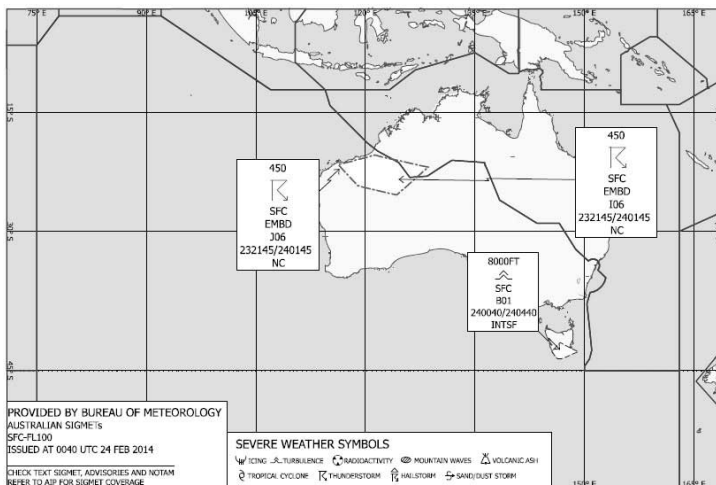 75° E
90° E
105° E
120° E
135° E
150° E
165° E
15° S
450
SFC
EMBD
I06
232145/240145
NC
450
SFC
EMBD
J06
232145/240145
NC
30° S
8000FT
SFC
B01
240040/240440
INTSF
45° S
PROVIDED BY BUREAU OF METEOROLOGY
AUSTRALIAN SIGMETs
SFC-FL100
ISSUED AT 0040 UTC 24 FEB 2014
CHECK TEXT SIGMET, ADVISORIES AND NOTAM
REFER TO AIP FOR SIGMET COVERAGE
SEVERE WEATHER SYMBOLS
ICING TURBULENCE RADIOACTIVITY MOUNTAIN WAVES VOLCANIC ASH
TROPICAL CYCLONE THUNDERSTORM HAILSTORM SAND/DUST STORM
150° E
165° E